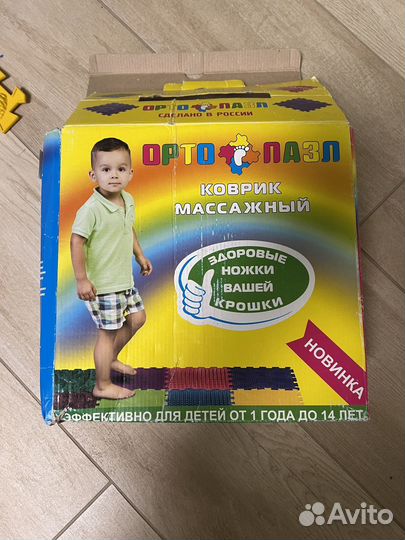 ОРТО ПАЗЛ
СДЕЛАНО В РОССИИ
ОРТО ПАЗЛ
КОВРИК
МАССАЖНЫЙ
ЗДОРОВЫЕ
НОЖКИ
ВАШЕЙ
КРОШКИ
НОВИНКА
ЭФФЕКТИВНО ДЛЯ ДЕТЕЙ ОТ 1 ГОДА ДО 14 ЛЕТ
Avito